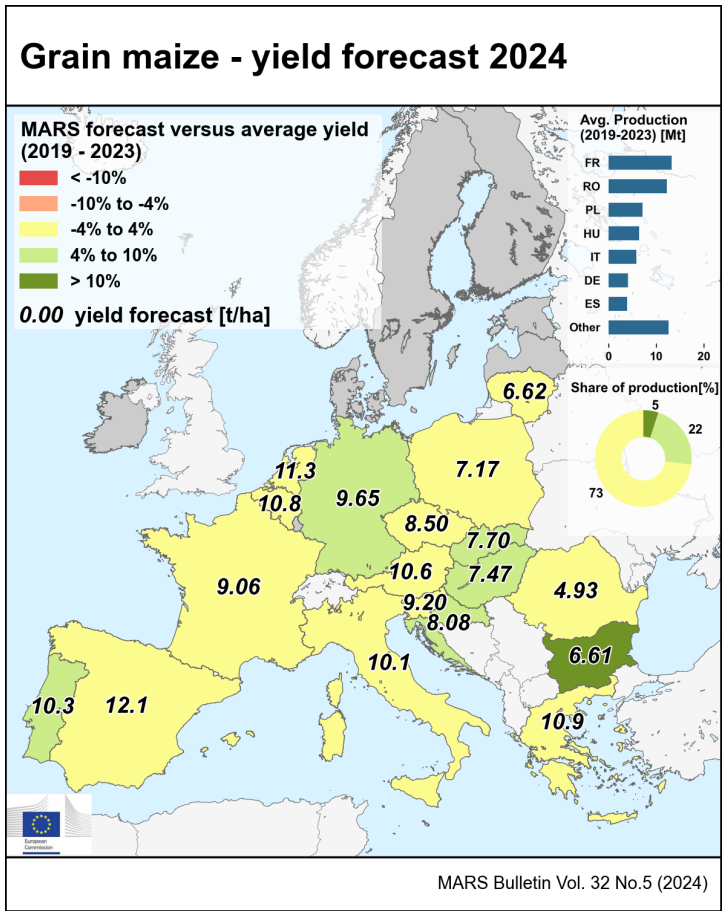 Grain maize - yield forecast 2024
MARS forecast versus average yield
(2019 - 2023)
< -10%
-10% to -4%
-4% to 4%
4% to 10%
> 10%
0.00 yield forecast [t/ha]
Avg. Production
(2019-2023) [Mt]
FR
RO
PL
HU
IT
DE
ES
Other
0 10 20
Share of production[%]
5
22
73
6.62
11.3
7.17
10.8
9.65
8.50
7.70
10.6
7.47
9.06
4.93
9.20
8.08
6.61
10.1
10.3
12.1
10.9
European
Commission
MARS Bulletin Vol. 32 No.5 (2024)